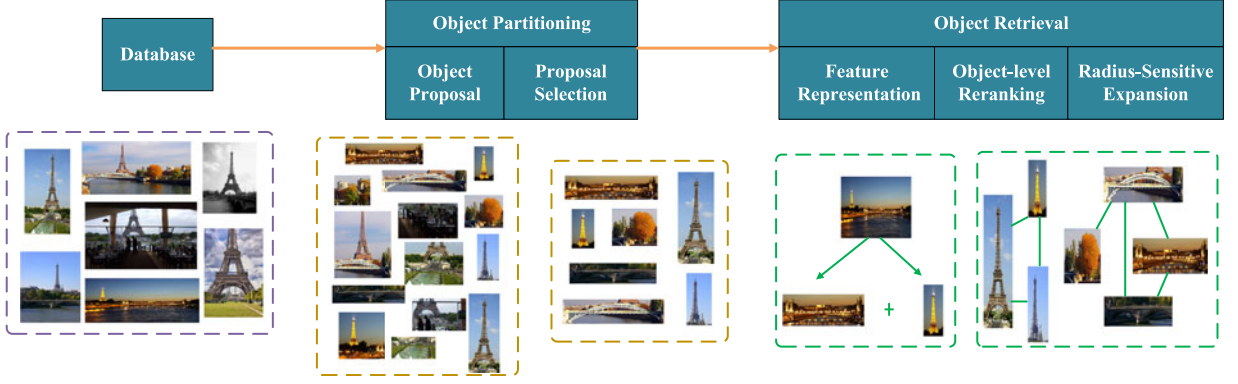 Database
Object Partitioning
Object
Proposal
Proposal
Selection
Object Retrieval
Feature
Representation
Object-level
Reranking
Radius-Sensitive
Expansion
+